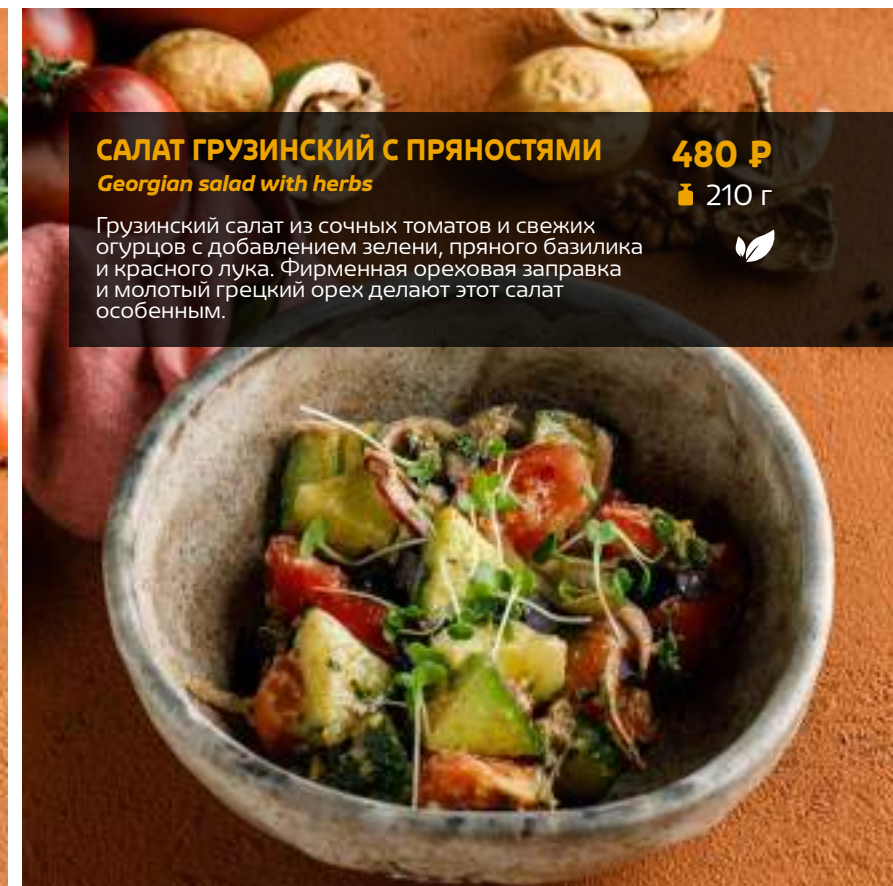 САЛАТ ГРУЗИНСКИЙ С ПРЯНОСТЯМИ
480 ₽
Georgian salad with herbs
210 г
Грузинский салат из сочных томатов и свежих
огурцов с добавлением зелени, пряного базилика
и красного лука. Фирменная ореховая заправка
и молотый грецкий орех делают этот салат
особенным.